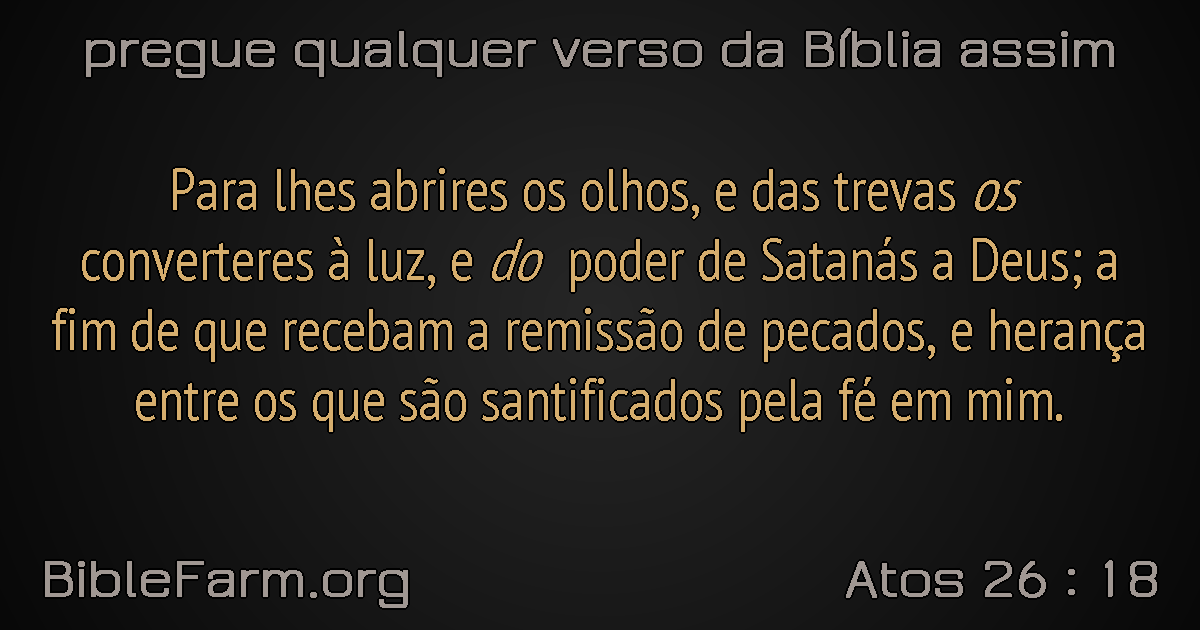 pregue qualquer verso da Bíblia assim
Para lhes abrires os olhos, e das trevas os
converteres à luz, e do poder de Satanás a Deus; a
fim de que recebam a remissão de pecados, e herança
entre os que são santificados pela fé em mim.
BibleFarm.org
Atos 26 : 18